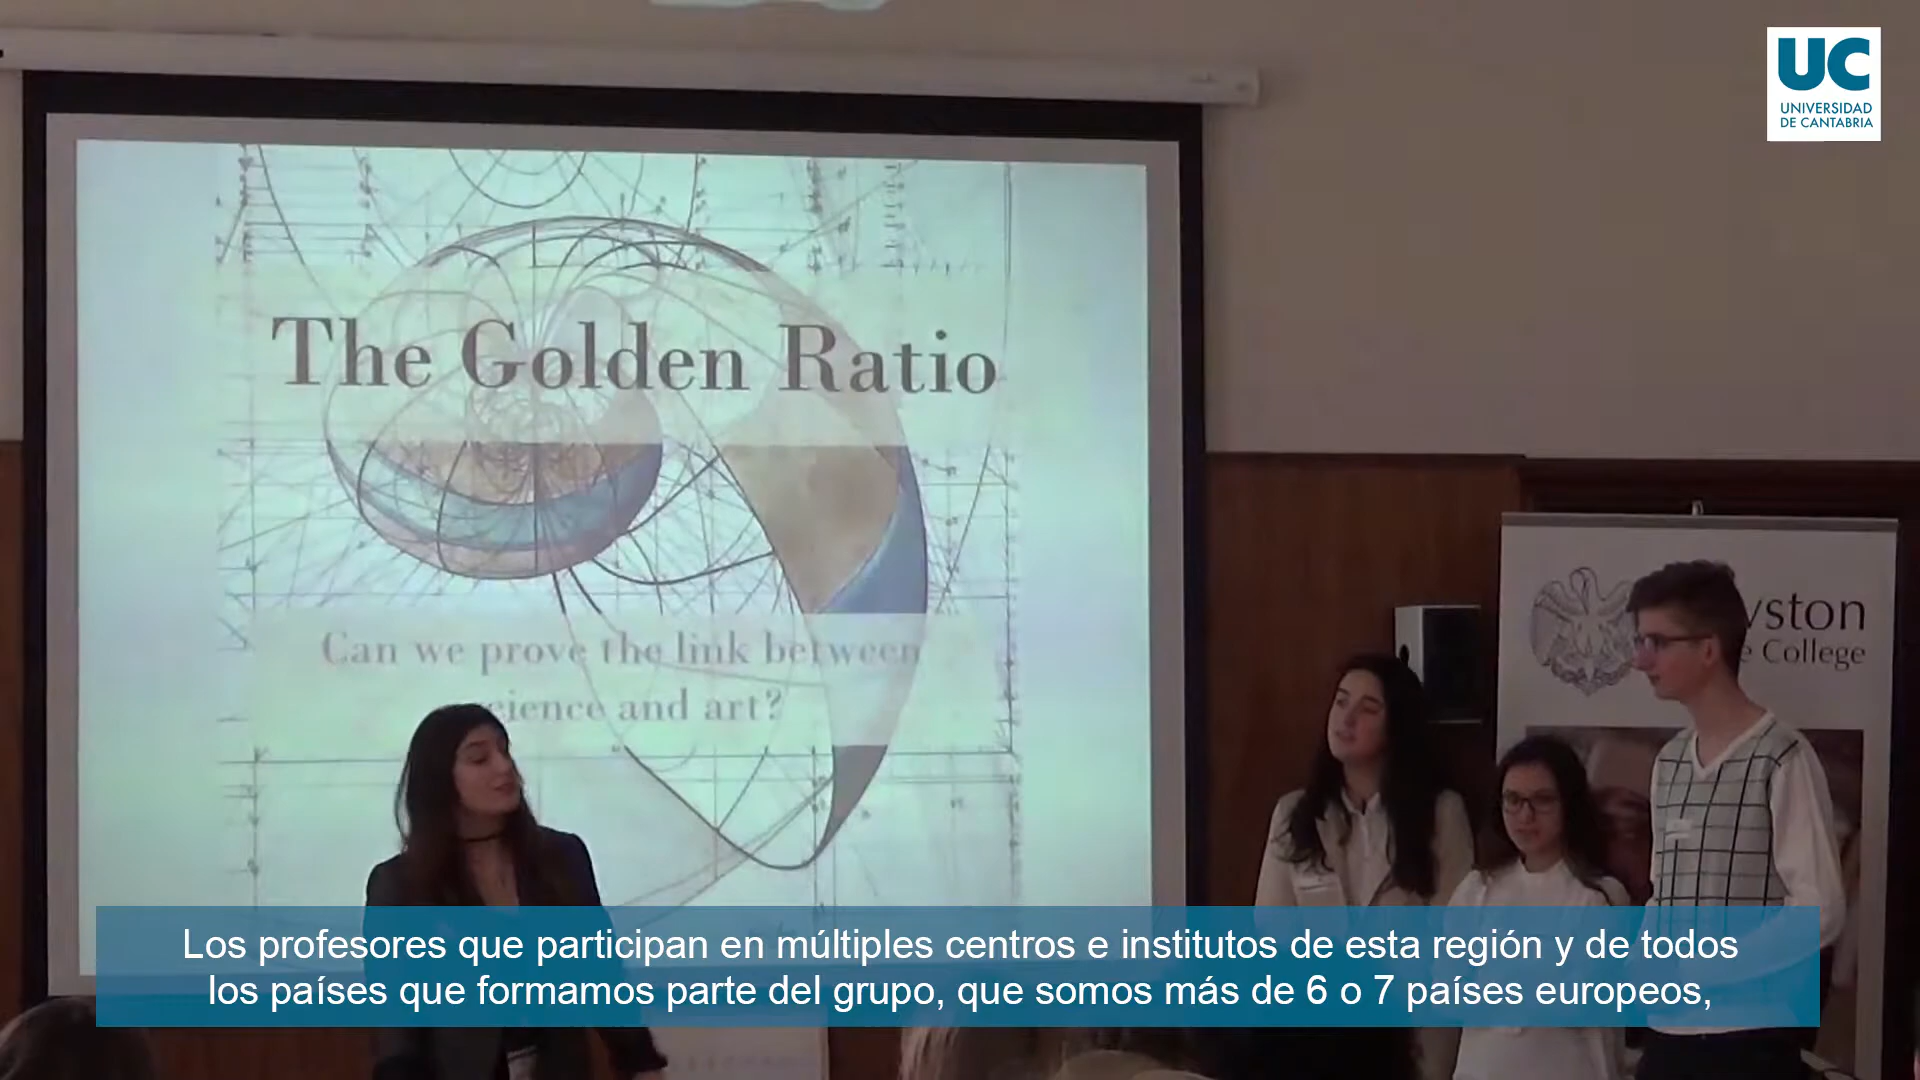 UC
UNIVERSIDAD
DE CANTABRIA
The Golden Ratio
Can we prove the link between
science and art?
College
Los profesores que participan en múltiples centros e institutos de esta región y de todos
los países que formamos parte del grupo, que somos más de 6 o 7 países europeos,